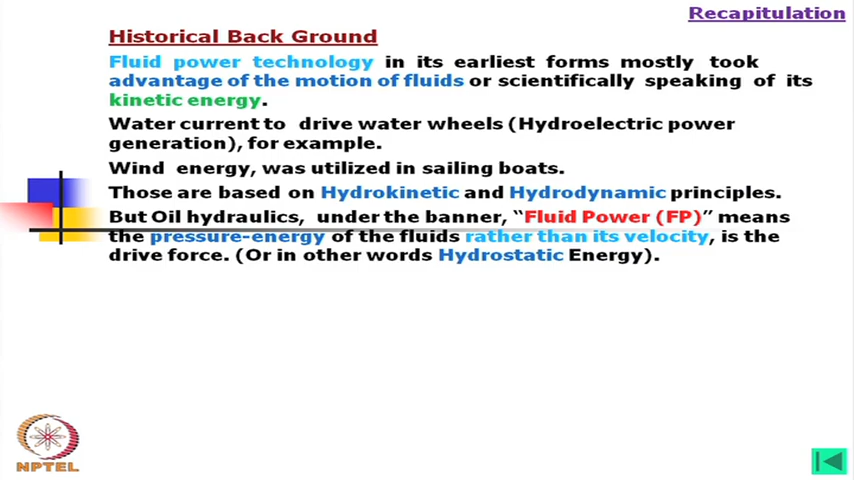 Recapitulation
Historical Back Ground
Fluid power technology in its earliest forms mostly took
advantage of the motion of fluids or scientifically speaking of its
kinetic energy.
Water current to drive water wheels (Hydroelectric power
generation), for example.
Wind energy, was utilized in sailing boats.
Those are based on Hydrokinetic and Hydrodynamic principles.
But Oil hydraulics, under the banner, “Fluid Power (FP)” means
the pressure-energy of the fluids rather than its velocity, is the
drive force. (Or in other words Hydrostatic Energy).
NPTEL